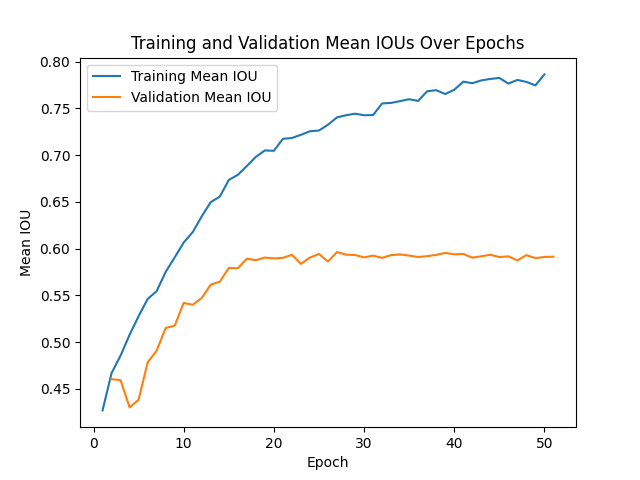 Training and Validation Mean IOUs Over Epochs
Training Mean IOU
Validation Mean IOU
0.80
0.75
0.70
0.65
0.60
0.55
0.50
0.45
Mean IOU
0
10
20
30
40
50
Epoch